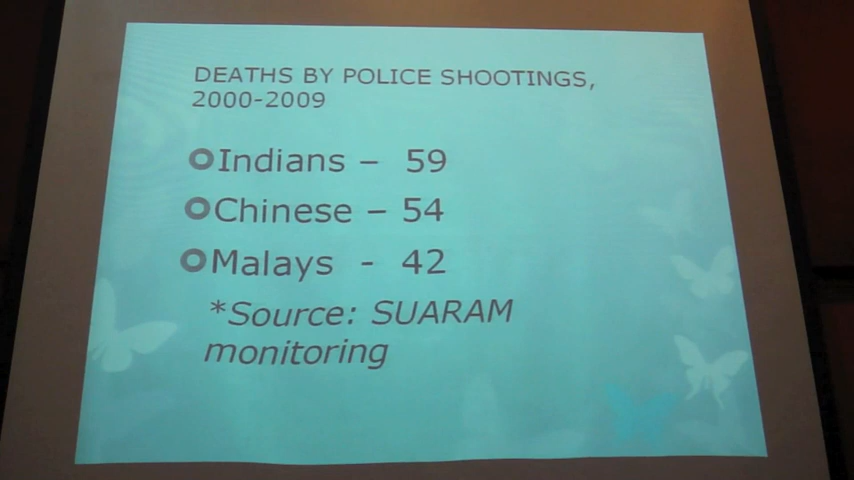 DEATHS BY POLICE SHOOTINGS,
2000-2009
Indians – 59
Chinese – 54
Malays - 42
*Source: SUARAM
monitoring